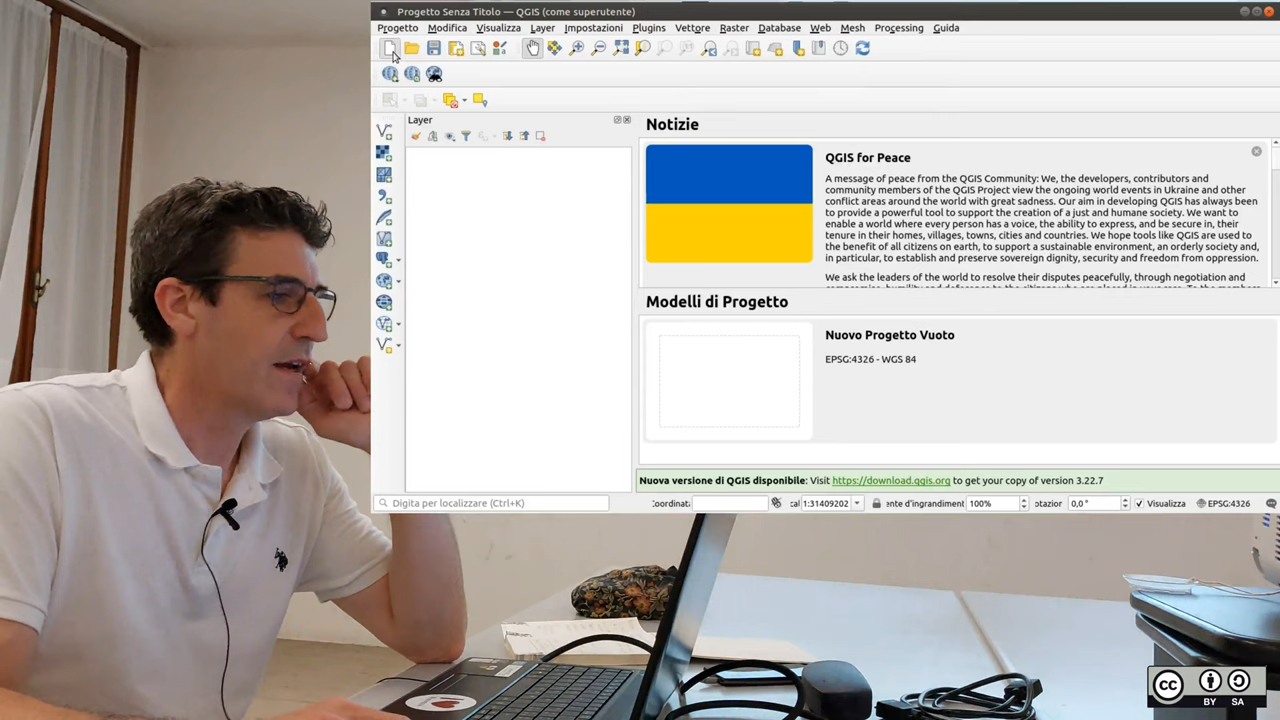 Progetto Senza Titolo — QGIS (come superutente)
Progetto Modifica Visualizza Layer Impostazioni Plugins Vettore Raster Database Web Mesh Processing Guida
Layer
Notizie
QGIS for Peace
A message of peace from the QGIS Community: We, the developers, contributors and
community members of the QGIS Project view the ongoing world events in Ukraine and other
conflict areas around the world with great sadness. Our aim in developing QGIS has always been
to provide a powerful tool to support the creation of a just and humane society. We want to
enable a world where every person has a voice, the ability to express, and be secure in, their
tenure in their homes, villages, towns, cities and countries. We hope tools like QGIS are used to
the benefit of all citizens on earth, to support a sustainable environment, an orderly society and,
in particular, to establish and preserve sovereign dignity, security and freedom from oppression.
We ask the leaders of the world to resolve their disputes peacefully, through negotiation and
Modelli di Progetto
Nuovo Progetto Vuoto
EPSG:4326 - WGS 84
Nuova versione di QGIS disponibile: Visit https://download.qgis.org to get your copy of version 3.22.7
Digita per localizzare (Ctrl+K)
:oordinat: :al 1:31409202 ente d'ingrandiment 100% otazior 0,0 ° Visualizza EPSG:4326
CC BY SA